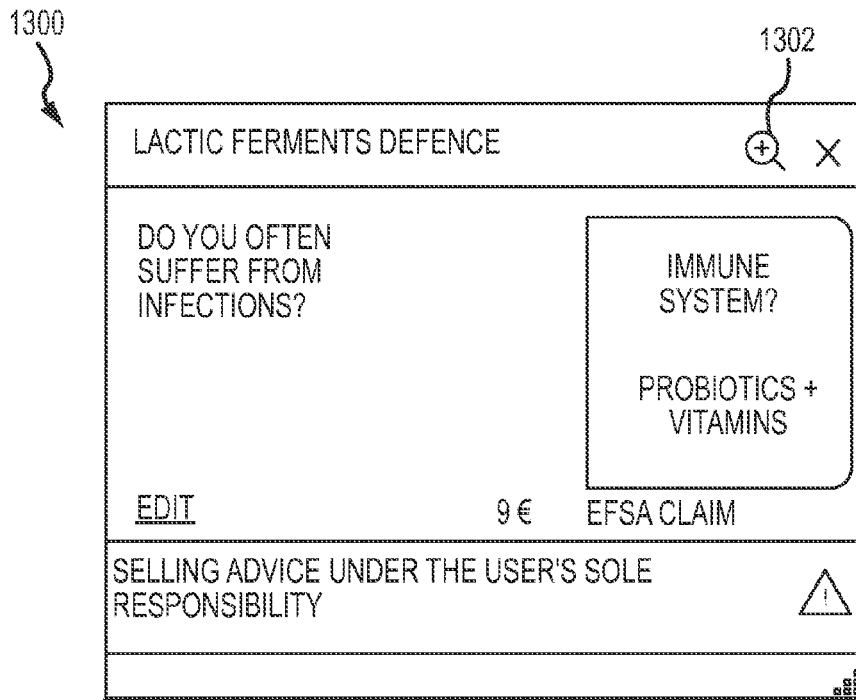 1300
1302
LACTIC FERMENTS DEFENCE
DO YOU OFTEN
SUFFER FROM
INFECTIONS?
IMMUNE
SYSTEM?
PROBIOTICS +
VITAMINS
EDIT
9 €
EFSA CLAIM
SELLING ADVICE UNDER THE USER'S SOLE
RESPONSIBILITY